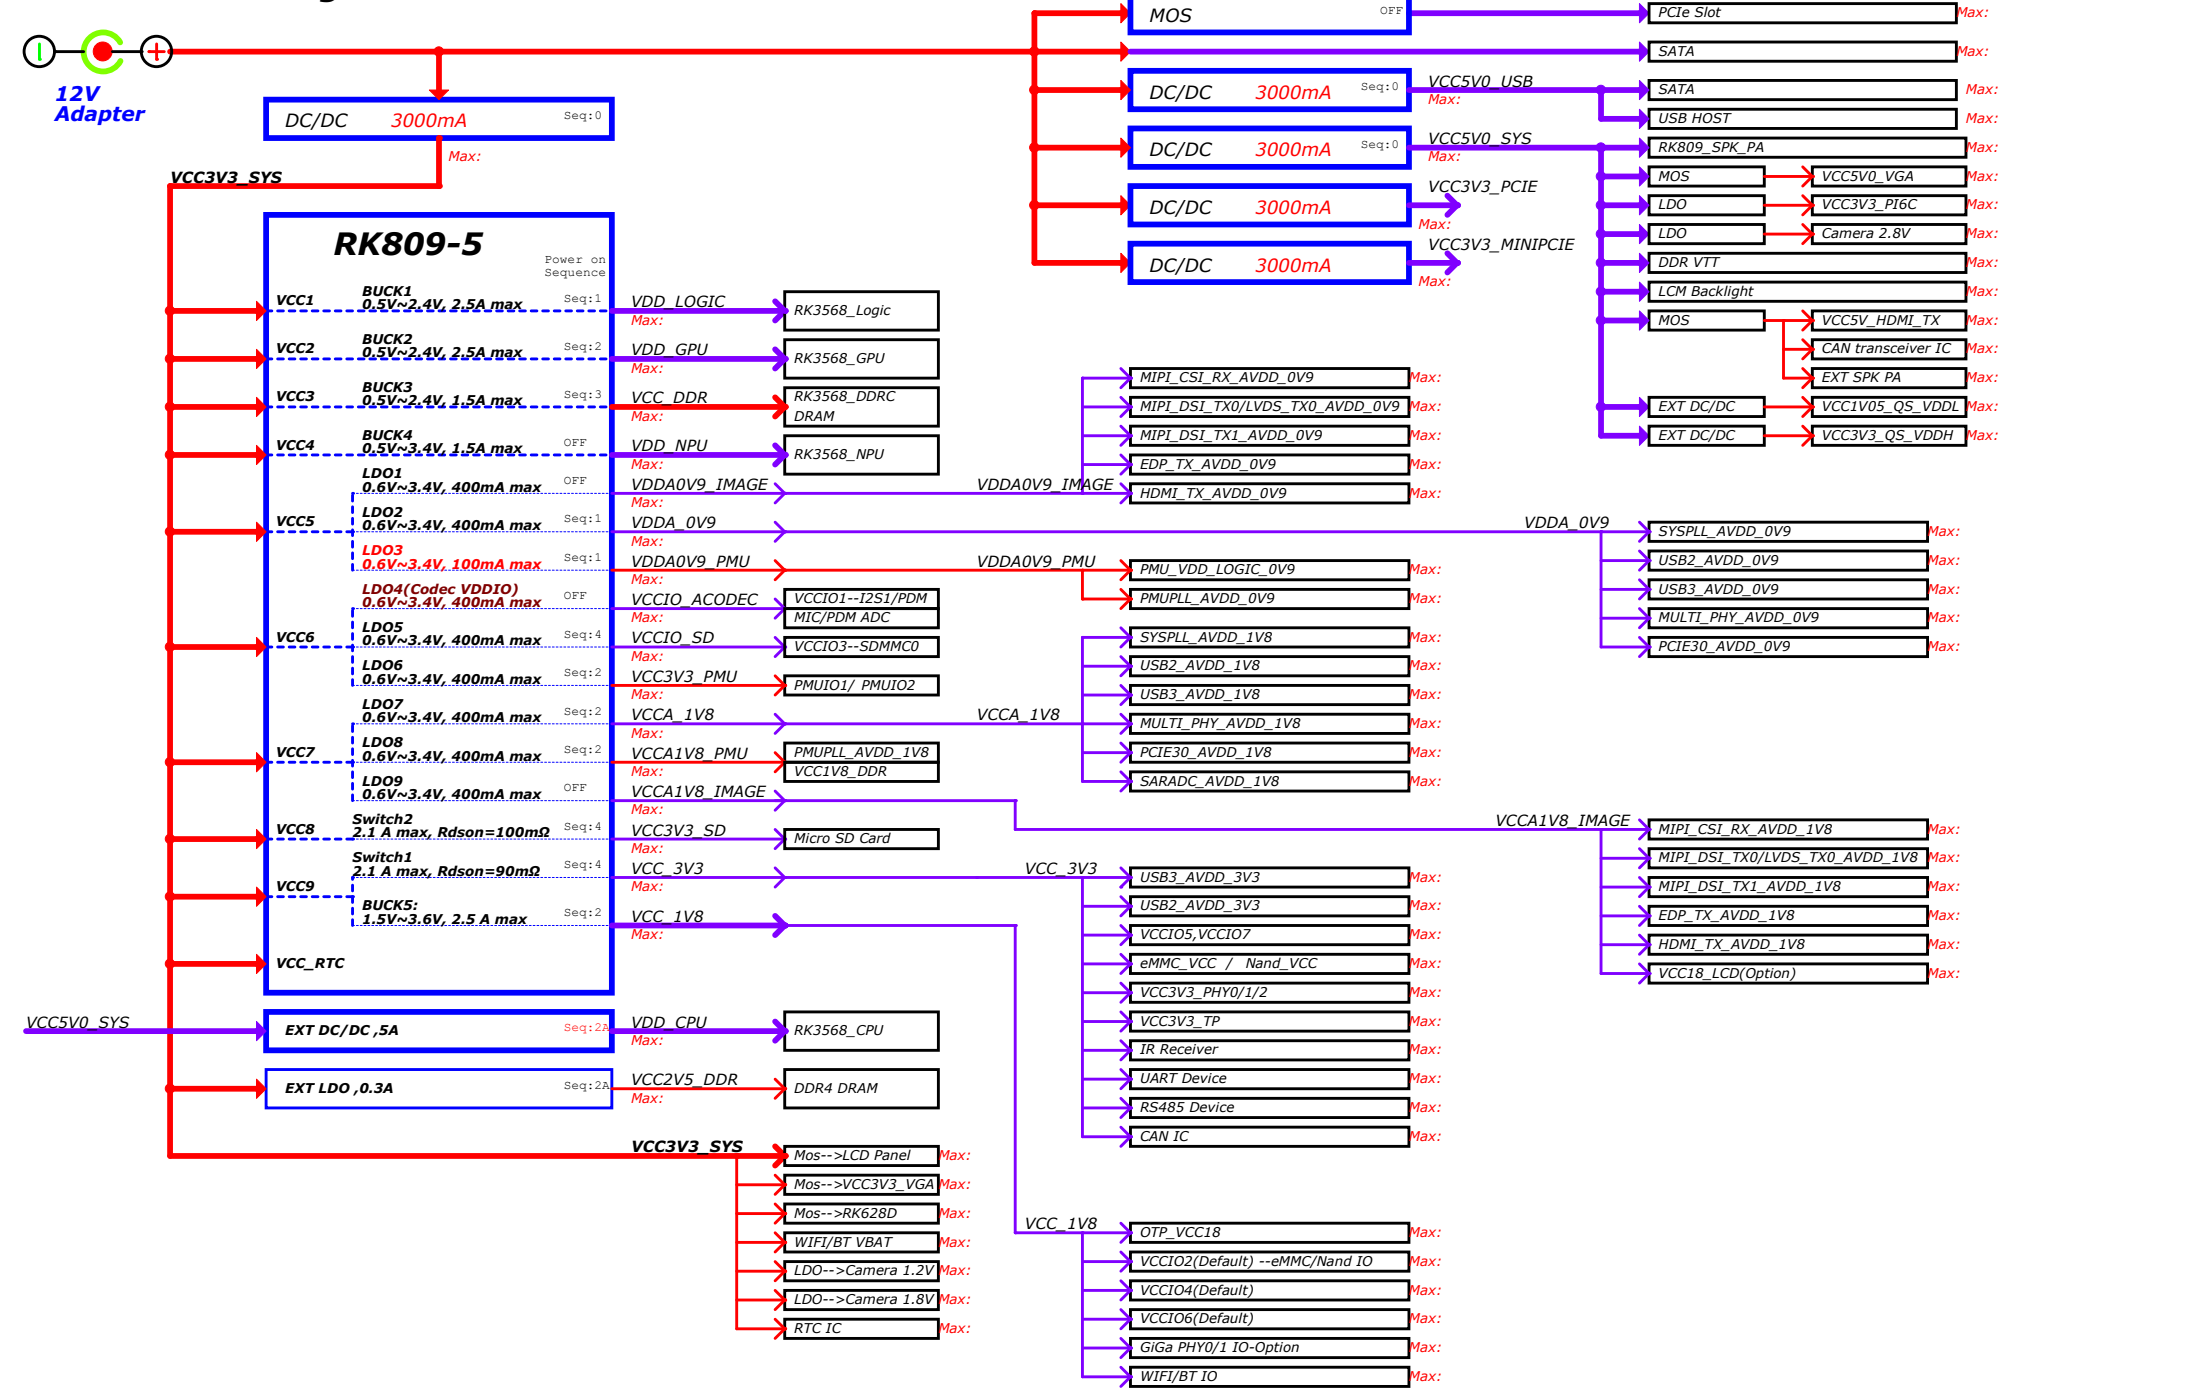 12V
Adapter
DC/DC 3000mA Seq:0
Max:
VCC3V3_SYS
RK809-5
Power on
Sequence
VCC1
BUCK1
0.5V~2.4V, 2.5A max
Seq:1
VDD_LOGIC
Max:
RK3568_Logic
VCC2
BUCK2
0.5V~2.4V, 2.5A max
Seq:2
VDD_GPU
Max:
RK3568_GPU
VCC3
BUCK3
0.5V~2.4V, 1.5A max
Seq:3
VCC_DDR
Max:
RK3568_DDRC
DRAM
VCC4
BUCK4
0.5V~3.4V, 1.5A max
OFF
VDD_NPU
Max:
RK3568_NPU
LDO1
0.6V~3.4V, 400mA max
OFF
VDDA0V9_IMAGE
Max:
VCC5
LDO2
0.6V~3.4V, 400mA max
Seq:1
VDDA_0V9
Max:
LDO3
0.6V~3.4V, 100mA max
Seq:1
VDDA0V9_PMU
Max:
LDO4(Codec VDDIO)
0.6V~3.4V, 400mA max
OFF
VCCIO_ACODEC
Max:
VCCIO1--I2S1/PDM
MIC/PDM ADC
VCC6
LDO5
0.6V~3.4V, 400mA max
Seq:4
VCCIO_SD
Max:
VCCIO3--SDMMC0
LDO6
0.6V~3.4V, 400mA max
Seq:2
VCC3V3_PMU
Max:
PMUIO1/ PMUIO2
LDO7
0.6V~3.4V, 400mA max
Seq:2
VCCA_1V8
Max:
VCC7
LDO8
0.6V~3.4V, 400mA max
Seq:2
VCCA1V8_PMU
Max:
PMUPLL_AVDD_1V8
VCC1V8_DDR
LDO9
0.6V~3.4V, 400mA max
OFF
VCCA1V8_IMAGE
Max:
VCC8
Switch2
2.1 A max, Rdson=100mΩ
Seq:4
VCC3V3_SD
Max:
Micro SD Card
Switch1
2.1 A max, Rdson=90mΩ
Seq:4
VCC_3V3
Max:
VCC9
BUCK5:
1.5V~3.6V, 2.5 A max
Seq:2
VCC_1V8
Max:
VCC_RTC
VCC5V0_SYS
EXT DC/DC ,5A
Seq:2A
VDD_CPU
Max:
RK3568_CPU
EXT LDO ,0.3A
Seq:2A
VCC2V5_DDR
Max:
DDR4 DRAM
VCC3V3_SYS
Mos-->LCD Panel Max:
Mos-->VCC3V3_VGA Max:
Mos-->RK628D Max:
WIFI/BT VBAT Max:
LDO-->Camera 1.2V Max:
LDO-->Camera 1.8V Max:
RTC IC Max:
MOS OFF
PCIe Slot Max:
SATA Max:
DC/DC 3000mA Seq:0
VCC5V0_USB
Max:
SATA Max:
USB HOST Max:
DC/DC 3000mA Seq:0
VCC5V0_SYS
Max:
RK809_SPK_PA Max:
MOS VCC5V0_VGA Max:
DC/DC 3000mA
VCC3V3_PCIE
Max:
LDO VCC3V3_PI6C Max:
LDO Camera 2.8V Max:
DC/DC 3000mA
VCC3V3_MINIPCIE
Max:
DDR VTT Max:
LCM Backlight Max:
MOS VCC5V_HDMI_TX Max:
CAN transceiver IC Max:
EXT SPK PA Max:
EXT DC/DC VCC1V05_QS_VDDL Max:
EXT DC/DC VCC3V3_QS_VDDH Max:
MIPI_CSI_RX_AVDD_0V9 Max:
MIPI_DSI_TX0/LVDS_TX0_AVDD_0V9 Max:
MIPI_DSI_TX1_AVDD_0V9 Max:
EDP_TX_AVDD_0V9 Max:
VDDA0V9_IMAGE
HDMI_TX_AVDD_0V9 Max:
VDDA_0V9
SYSPLL_AVDD_0V9 Max:
USB2_AVDD_0V9 Max:
USB3_AVDD_0V9 Max:
MULTI_PHY_AVDD_0V9 Max:
PCIE30_AVDD_0V9 Max:
VDDA0V9_PMU
PMU_VDD_LOGIC_0V9 Max:
PMUPLL_AVDD_0V9 Max:
SYSPLL_AVDD_1V8 Max:
USB2_AVDD_1V8 Max:
USB3_AVDD_1V8 Max:
VCCA_1V8
MULTI_PHY_AVDD_1V8 Max:
PCIE30_AVDD_1V8 Max:
SARADC_AVDD_1V8 Max:
VCCA1V8_IMAGE
MIPI_CSI_RX_AVDD_1V8 Max:
MIPI_DSI_TX0/LVDS_TX0_AVDD_1V8 Max:
MIPI_DSI_TX1_AVDD_1V8 Max:
EDP_TX_AVDD_1V8 Max:
HDMI_TX_AVDD_1V8 Max:
VCC18_LCD(Option) Max:
VCC_3V3
USB3_AVDD_3V3 Max:
USB2_AVDD_3V3 Max:
VCCIO5,VCCIO7 Max:
eMMC_VCC / Nand_VCC Max:
VCC3V3_PHY0/1/2 Max:
VCC3V3_TP Max:
IR Receiver Max:
UART Device Max:
RS485 Device Max:
CAN IC Max:
VCC_1V8
OTP_VCC18 Max:
VCCIO2(Default) --eMMC/Nand IO Max:
VCCIO4(Default) Max:
VCCIO6(Default) Max:
GiGa PHY0/1 IO-Option Max:
WIFI/BT IO Max: